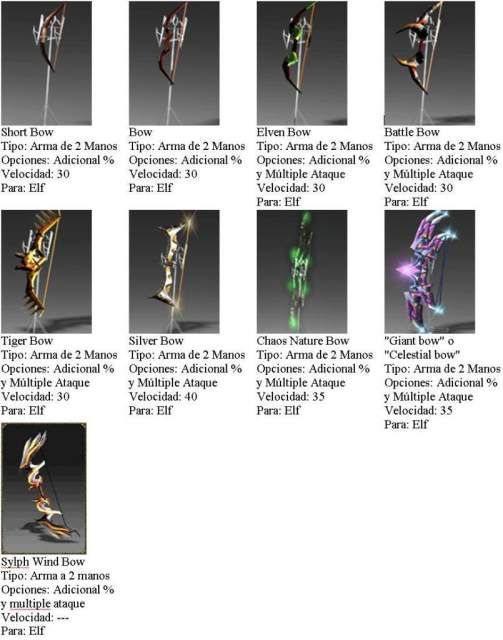 Short Bow
Tipo: Arma de 2 Manos
Opciones: Adicional %
Velocidad: 30
Para: Elf
Bow
Tipo: Arma de 2 Manos
Opciones: Adicional %
Velocidad: 30
Para: Elf
Elven Bow
Tipo: Arma de 2 Manos
Opciones: Adicional %
y Múltiple Ataque
Velocidad: 30
Para: Elf
Battle Bow
Tipo: Arma de 2 Manos
Opciones: Adicional %
y Múltiple Ataque
Velocidad: 30
Para: Elf
Tiger Bow
Tipo: Arma de 2 Manos
Opciones: Adicional %
y Múltiple Ataque
Velocidad: 30
Para: Elf
Silver Bow
Tipo: Arma de 2 Manos
Opciones: Adicional %
y Múltiple Ataque
Velocidad: 40
Para: Elf
Chaos Nature Bow
Tipo: Arma de 2 Manos
Opciones: Adicional %
y Múltiple Ataque
Velocidad: 35
Para: Elf
"Giant bow" o
"Celestial bow"
Tipo: Arma de 2 Manos
Opciones: Adicional %
y Múltiple Ataque
Velocidad: 35
Para: Elf
Sylph Wind Bow
Tipo: Arma a 2 manos
Opciones: Adicional %
y multiple ataque
Velocidad: ---
Para: Elf